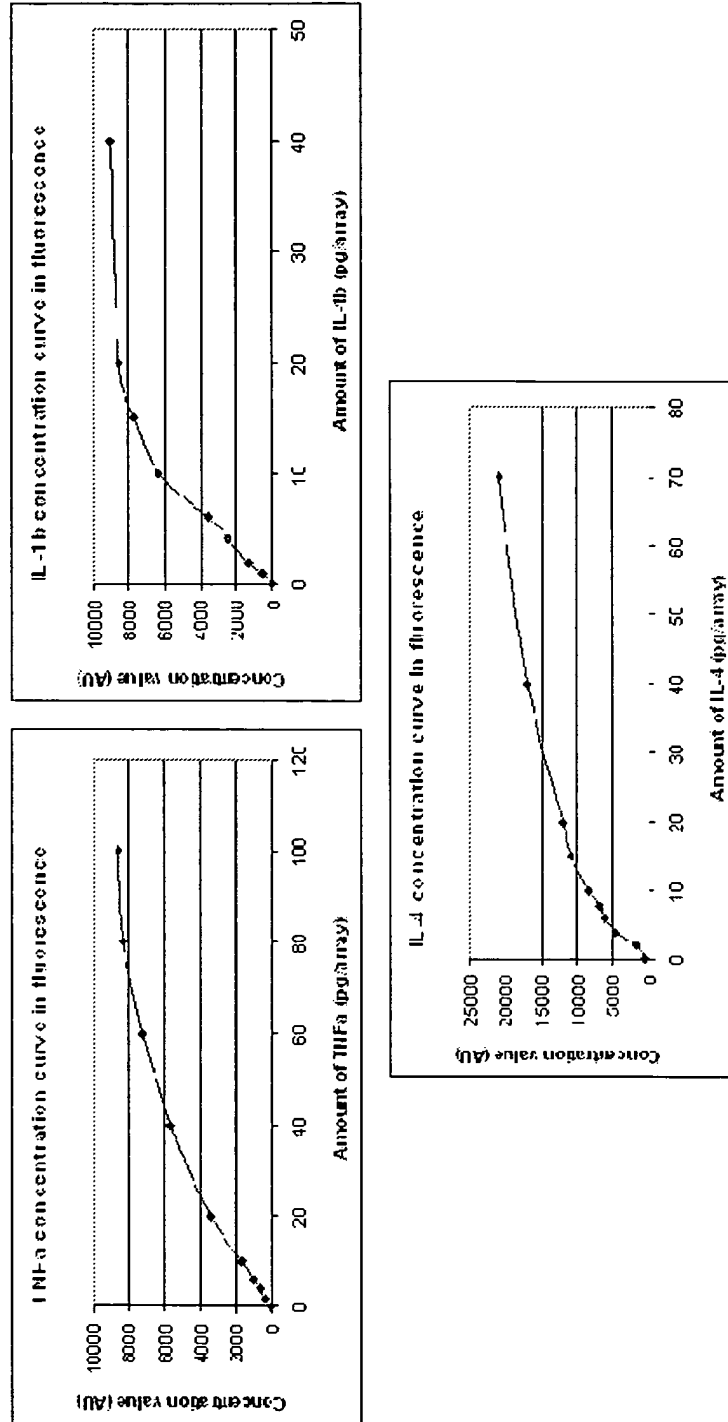 TNFa concentration curve in fluorescence
Concentration value (AU)
10000
8000
6000
4000
2000
0
0 20 40 60 80 100 120
Amount of TNFa (pg/array)
IL-1b concentration curve in fluorescence
Concentration value (AU)
10000
8000
6000
4000
2000
0
0 10 20 30 40 50
Amount of IL-1b (pg/array)
IL-4 concentration curve in fluorescence
Concentration value (AU)
25000
20000
15000
10000
5000
0
0 10 20 30 40 50 60 70 80
Amount of IL-4 (pg/array)